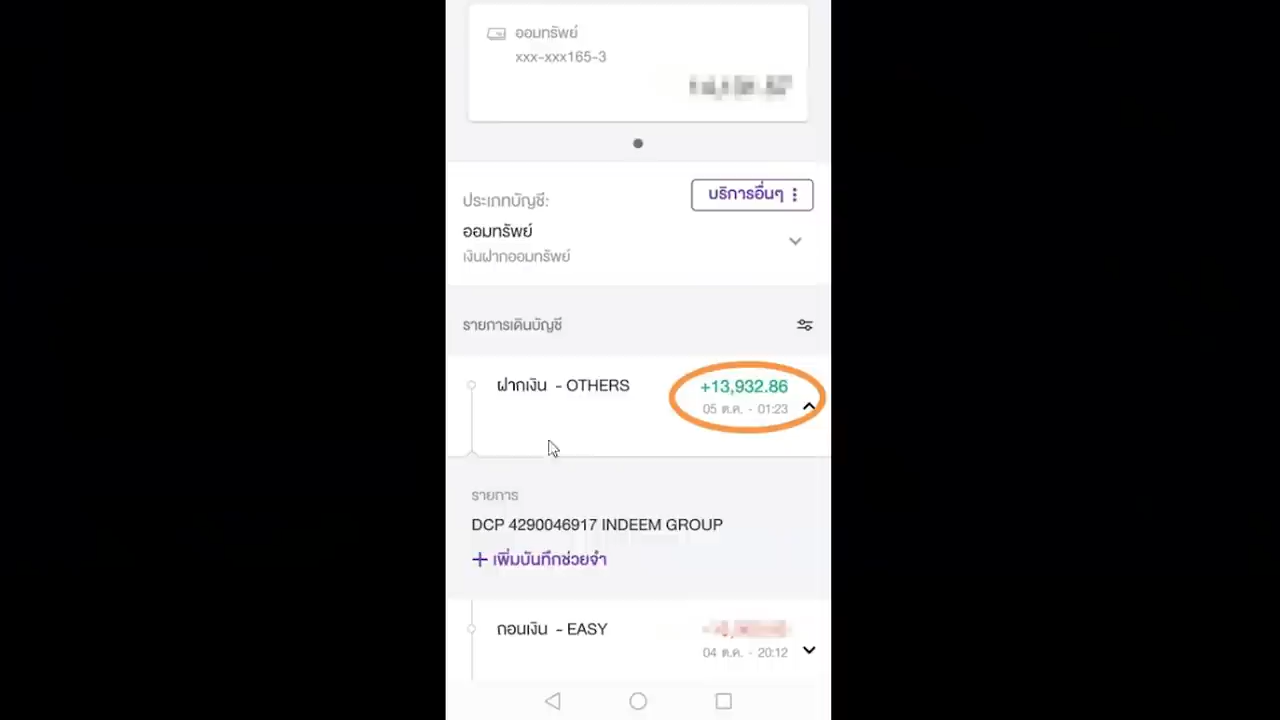 ออมทรัพย์
xxx-xxx165-3
ประเภทบัญชี:
บริการอื่นๆ
ออมทรัพย์
เงินฝากออมทรัพย์
รายการเดินบัญชี
ฝากเงิน - OTHERS
+13,932.86
05 ต.ค. - 01:23
รายการ
DCP 4290046917 INDEEM GROUP
+ เพิ่มบันทึกช่วยจำ
ถอนเงิน - EASY
04 ต.ค. - 20:12